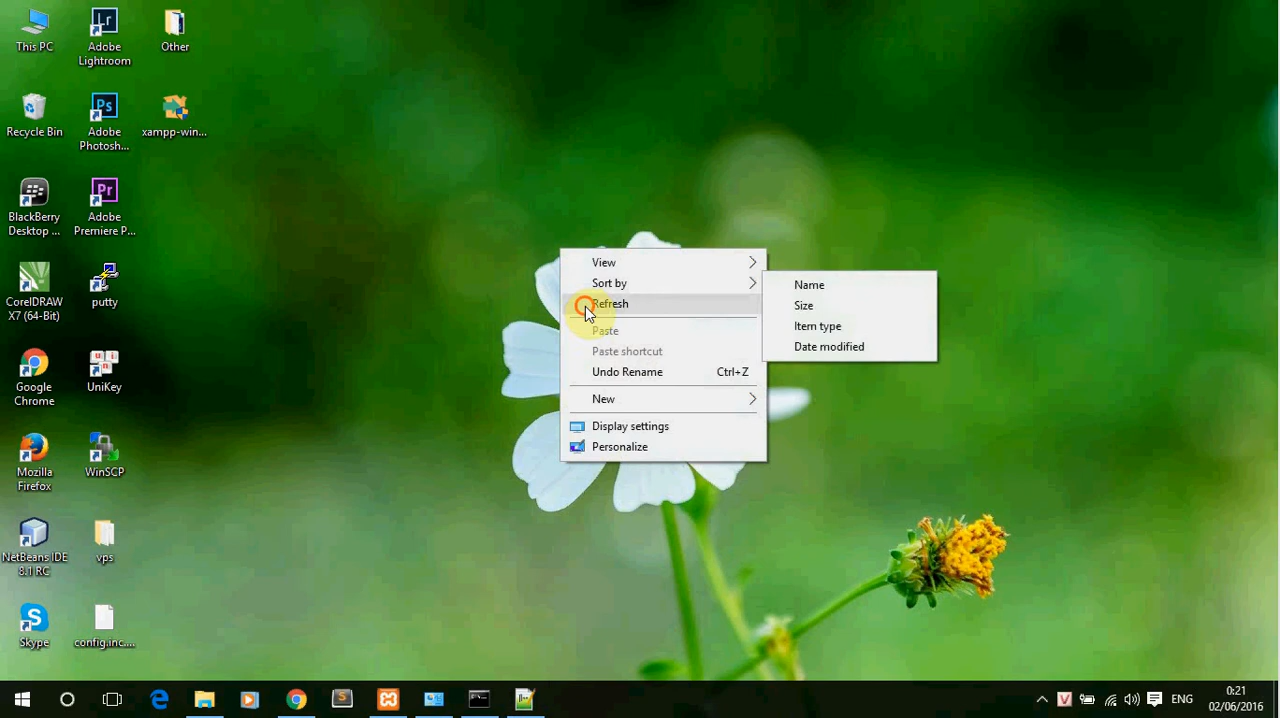 This PC
Adobe
Lightroom
Other
Recycle Bin
Adobe
Photosh...
xampp-win...
BlackBerry
Desktop ...
Adobe
Premiere P...
CorelDRAW
X7 (64-Bit)
putty
Google
Chrome
UniKey
Mozilla
Firefox
WinSCP
NetBeans IDE
8.1 RC
vps
Skype
config.inc....
View
Sort by
Refresh
Paste
Paste shortcut
Undo Rename Ctrl+Z
New
Display settings
Personalize
Name
Size
Item type
Date modified
ENG
0:21
02/06/2016